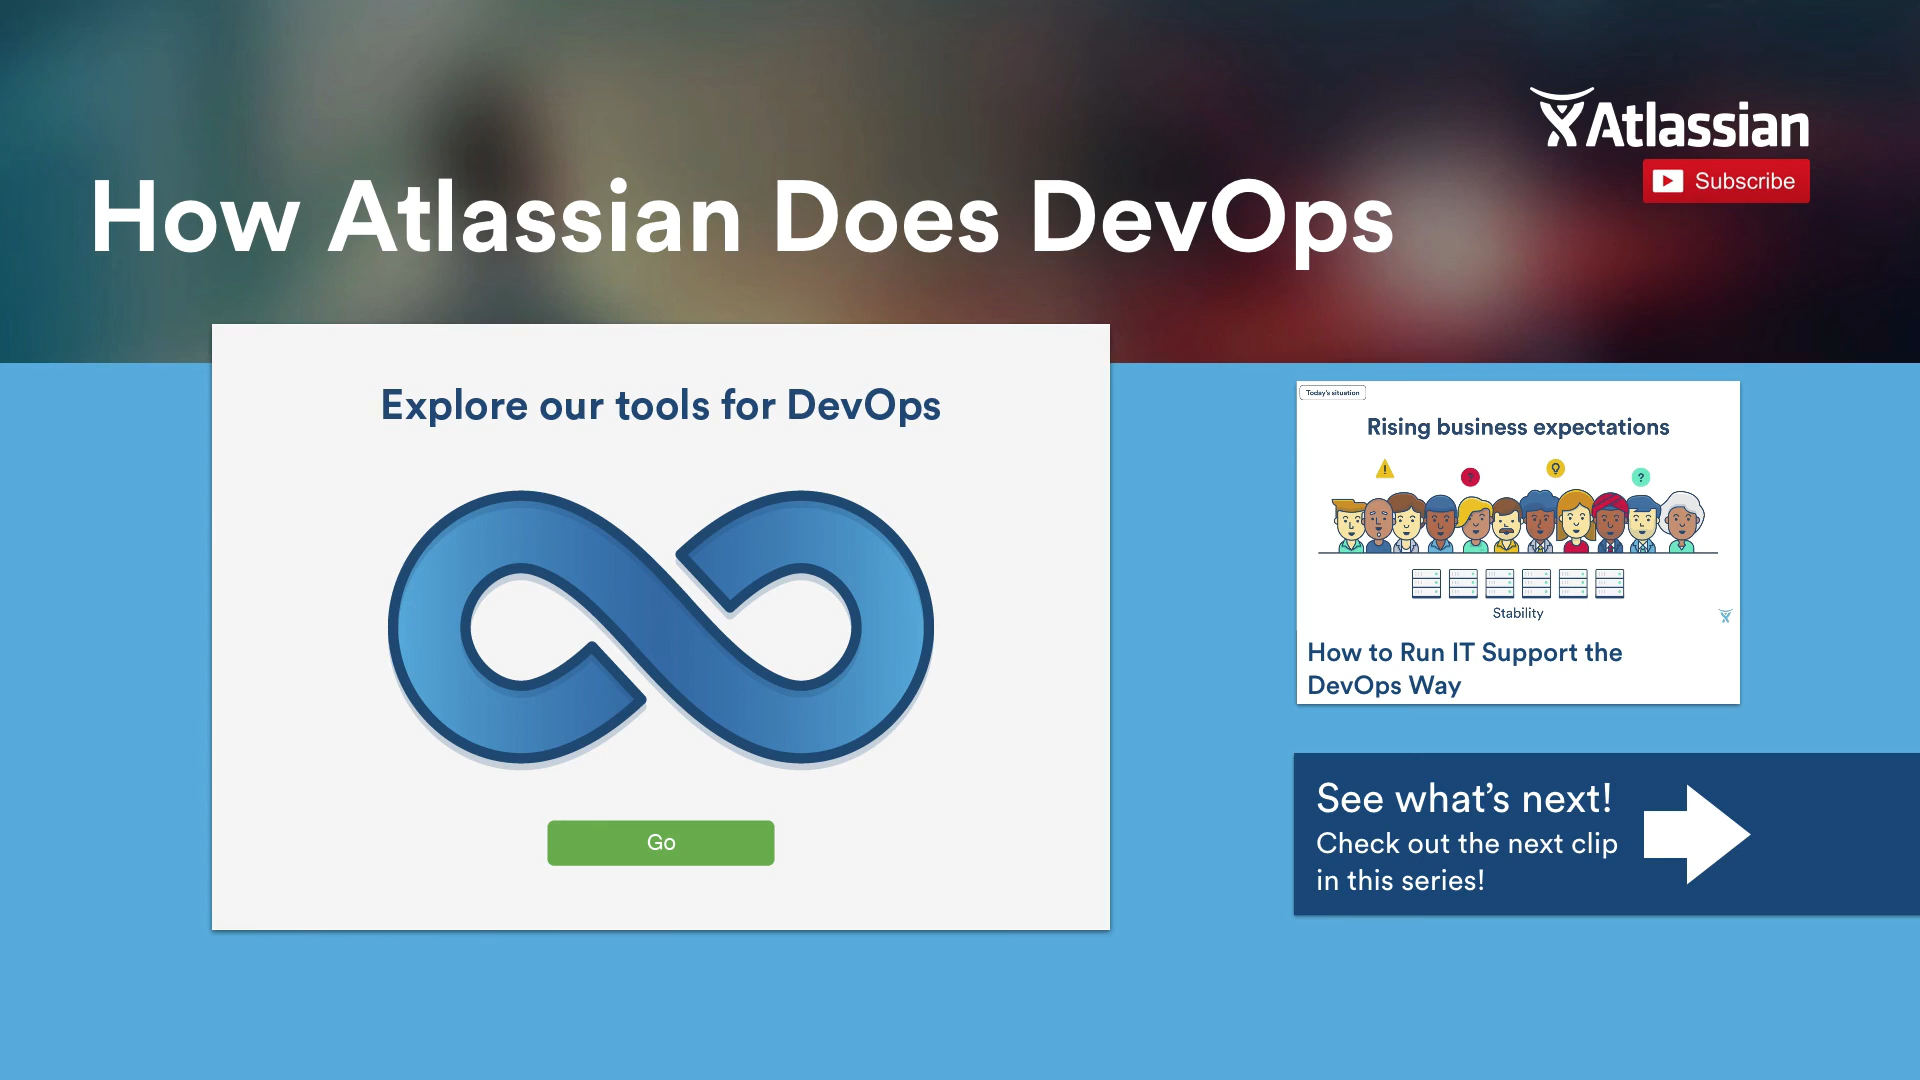 Atlassian
Subscribe
How Atlassian Does DevOps
Explore our tools for DevOps
Go
Today's situation
Rising business expectations
!
?
?
Stability
How to Run IT Support the
DevOps Way
See what's next!
Check out the next clip
in this series!